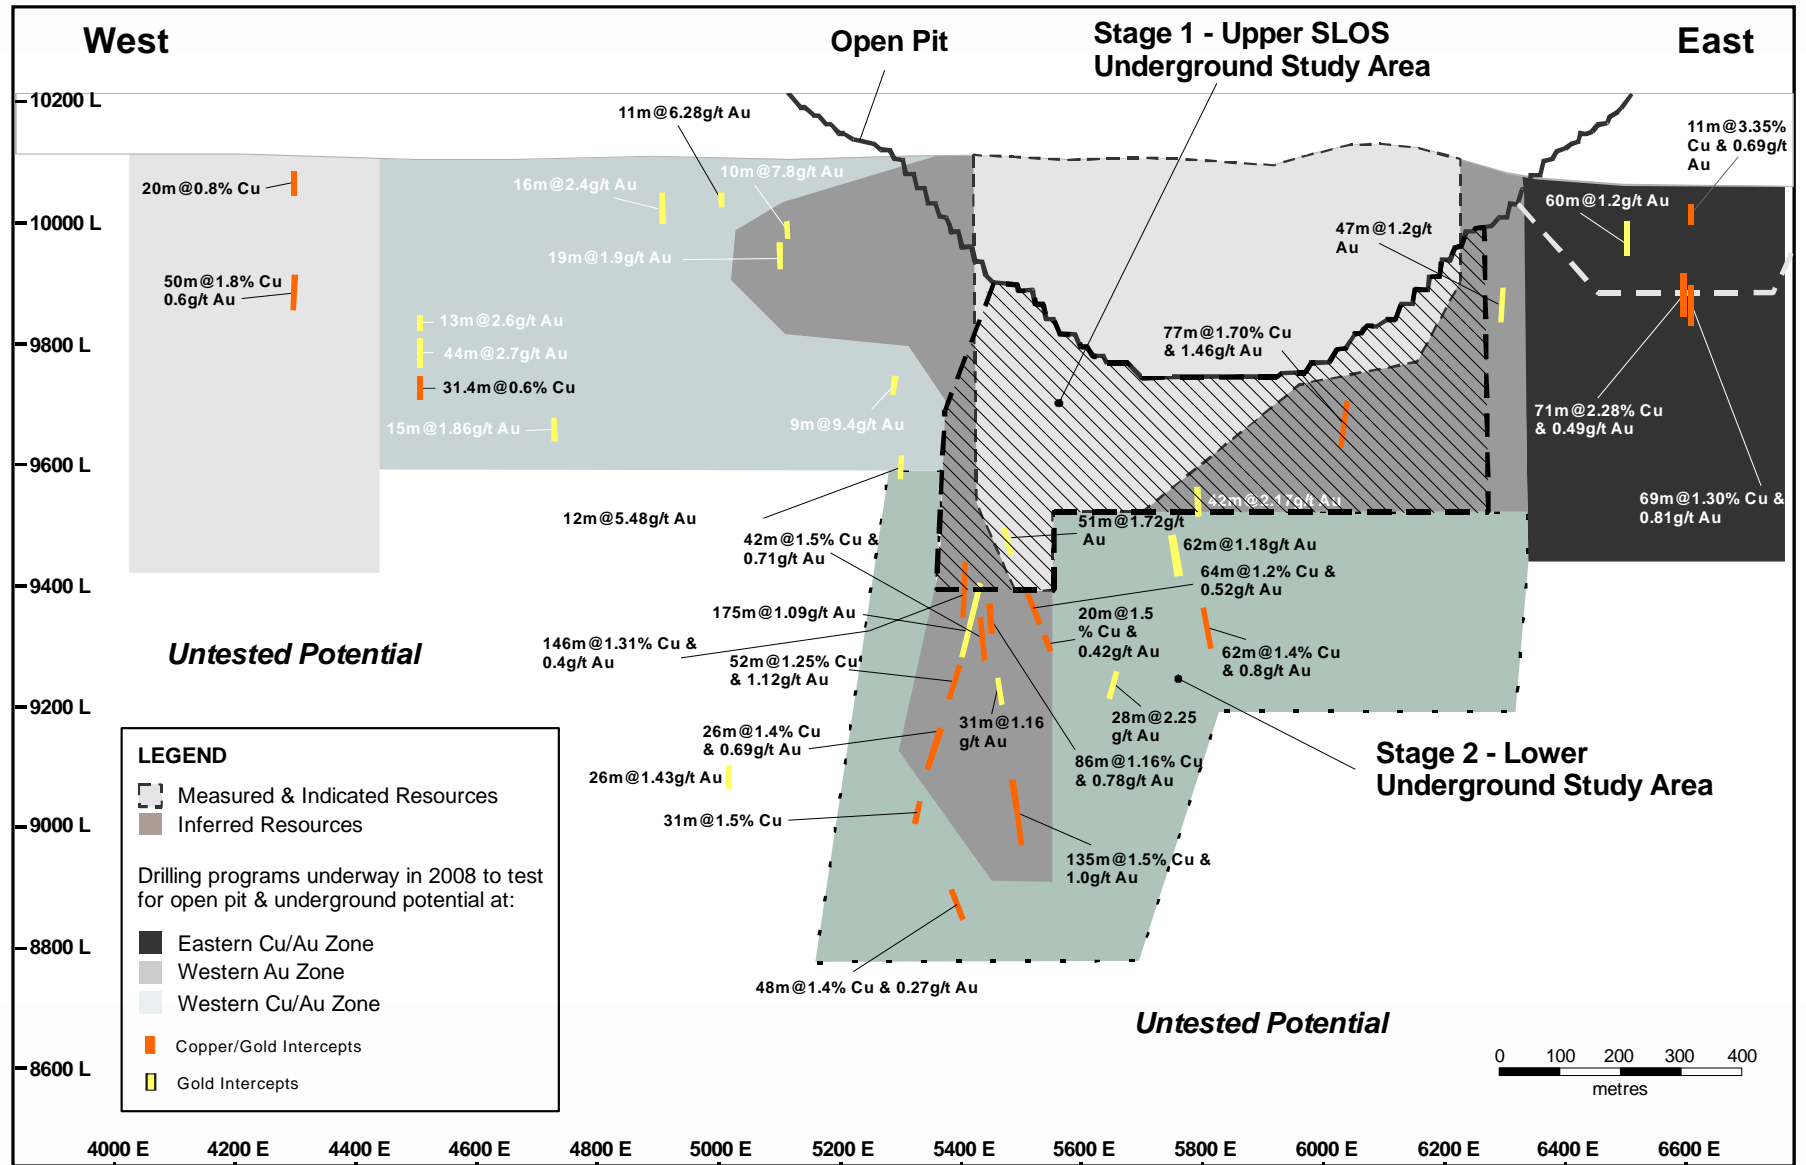 West
Open Pit
Stage 1 - Upper SLOS
Underground Study Area
East
10200 L
10000 L
9800 L
9600 L
9400 L
9200 L
9000 L
8800 L
8600 L
11m@6.28g/t Au
11m@3.35%
Cu & 0.69g/t
Au
20m@0.8% Cu
16m@2.4g/t Au
10m@7.8g/t Au
60m@1.2g/t Au
47m@1.2g/t
Au
19m@1.9g/t Au
50m@1.8% Cu
0.6g/t Au
13m@2.6g/t Au
44m@2.7g/t Au
31.4m@0.6% Cu
77m@1.70% Cu
& 1.46g/t Au
15m@1.86g/t Au
9m@9.4g/t Au
71m@2.28% Cu
& 0.49g/t Au
69m@1.30% Cu &
0.81g/t Au
12m@5.48g/t Au
42m@2.17g/t Au
42m@1.5% Cu &
0.71g/t Au
51m@1.72g/t
Au
62m@1.18g/t Au
64m@1.2% Cu &
0.52g/t Au
175m@1.09g/t Au
20m@1.5
% Cu &
0.42g/t Au
146m@1.31% Cu &
0.4g/t Au
62m@1.4% Cu
& 0.8g/t Au
52m@1.25% Cu
& 1.12g/t Au
Untested Potential
31m@1.16
g/t Au
28m@2.25
g/t Au
26m@1.4% Cu
& 0.69g/t Au
86m@1.16% Cu
& 0.78g/t Au
Stage 2 - Lower
Underground Study Area
26m@1.43g/t Au
31m@1.5% Cu
135m@1.5% Cu &
1.0g/t Au
48m@1.4% Cu & 0.27g/t Au
Untested Potential
LEGEND
Measured & Indicated Resources
Inferred Resources
Drilling programs underway in 2008 to test
for open pit & underground potential at:
Eastern Cu/Au Zone
Western Au Zone
Western Cu/Au Zone
Copper/Gold Intercepts
Gold Intercepts
0 100 200 300 400
metres
4000 E 4200 E 4400 E 4600 E 4800 E 5000 E 5200 E 5400 E 5600 E 5800 E 6000 E 6200 E 6400 E 6600 E